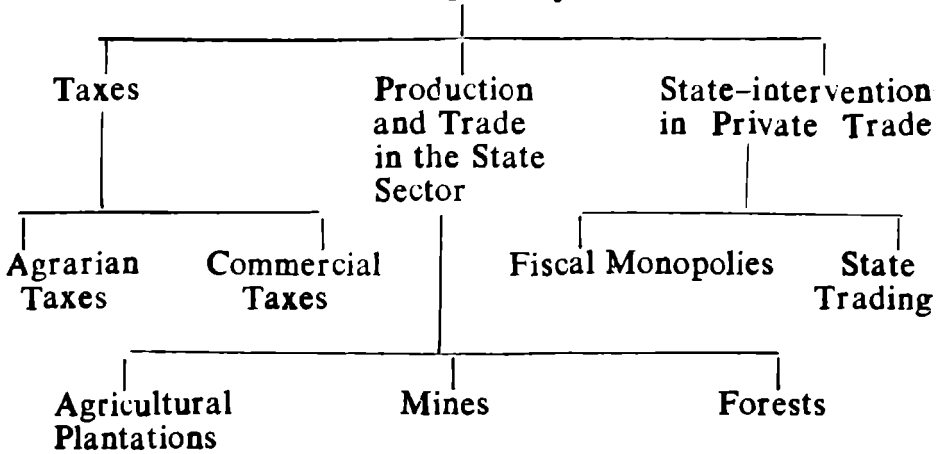 Taxes
Production
and Trade
in the State
Sector
State-intervention
in Private Trade
Agrarian
Taxes
Commercial
Taxes
Fiscal Monopolies
State
Trading
Agricultural
Plantations
Mines
Forests